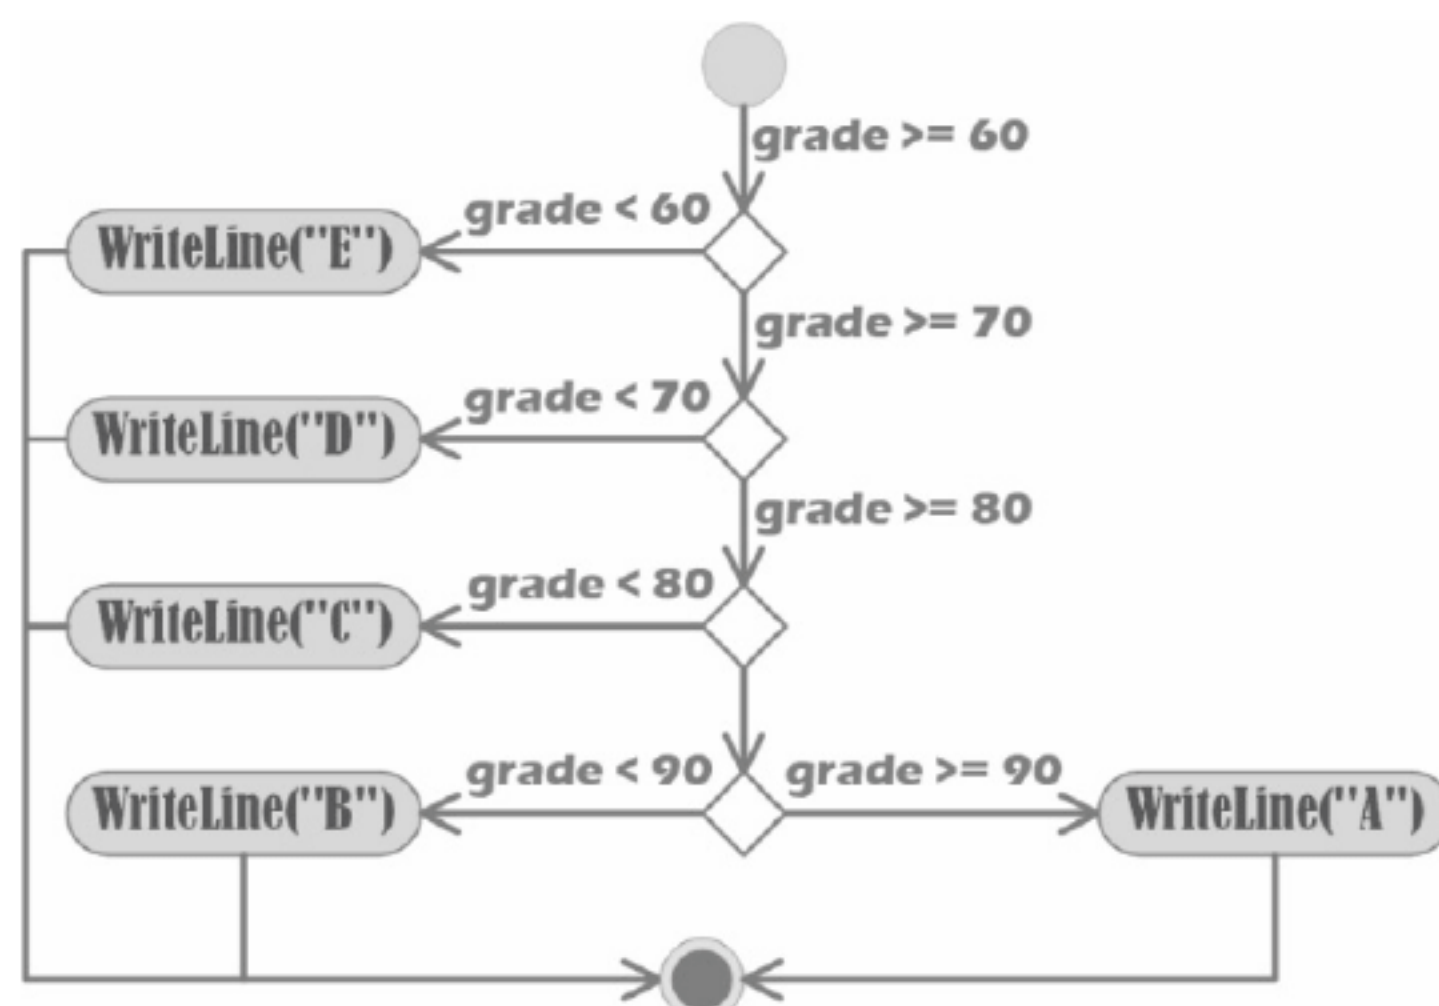 grade >= 60
grade < 60
WriteLine("E")
grade >= 70
grade < 70
WriteLine("D")
grade >= 80
grade < 80
WriteLine("C")
grade < 90
grade >= 90
WriteLine("B")
WriteLine("A")